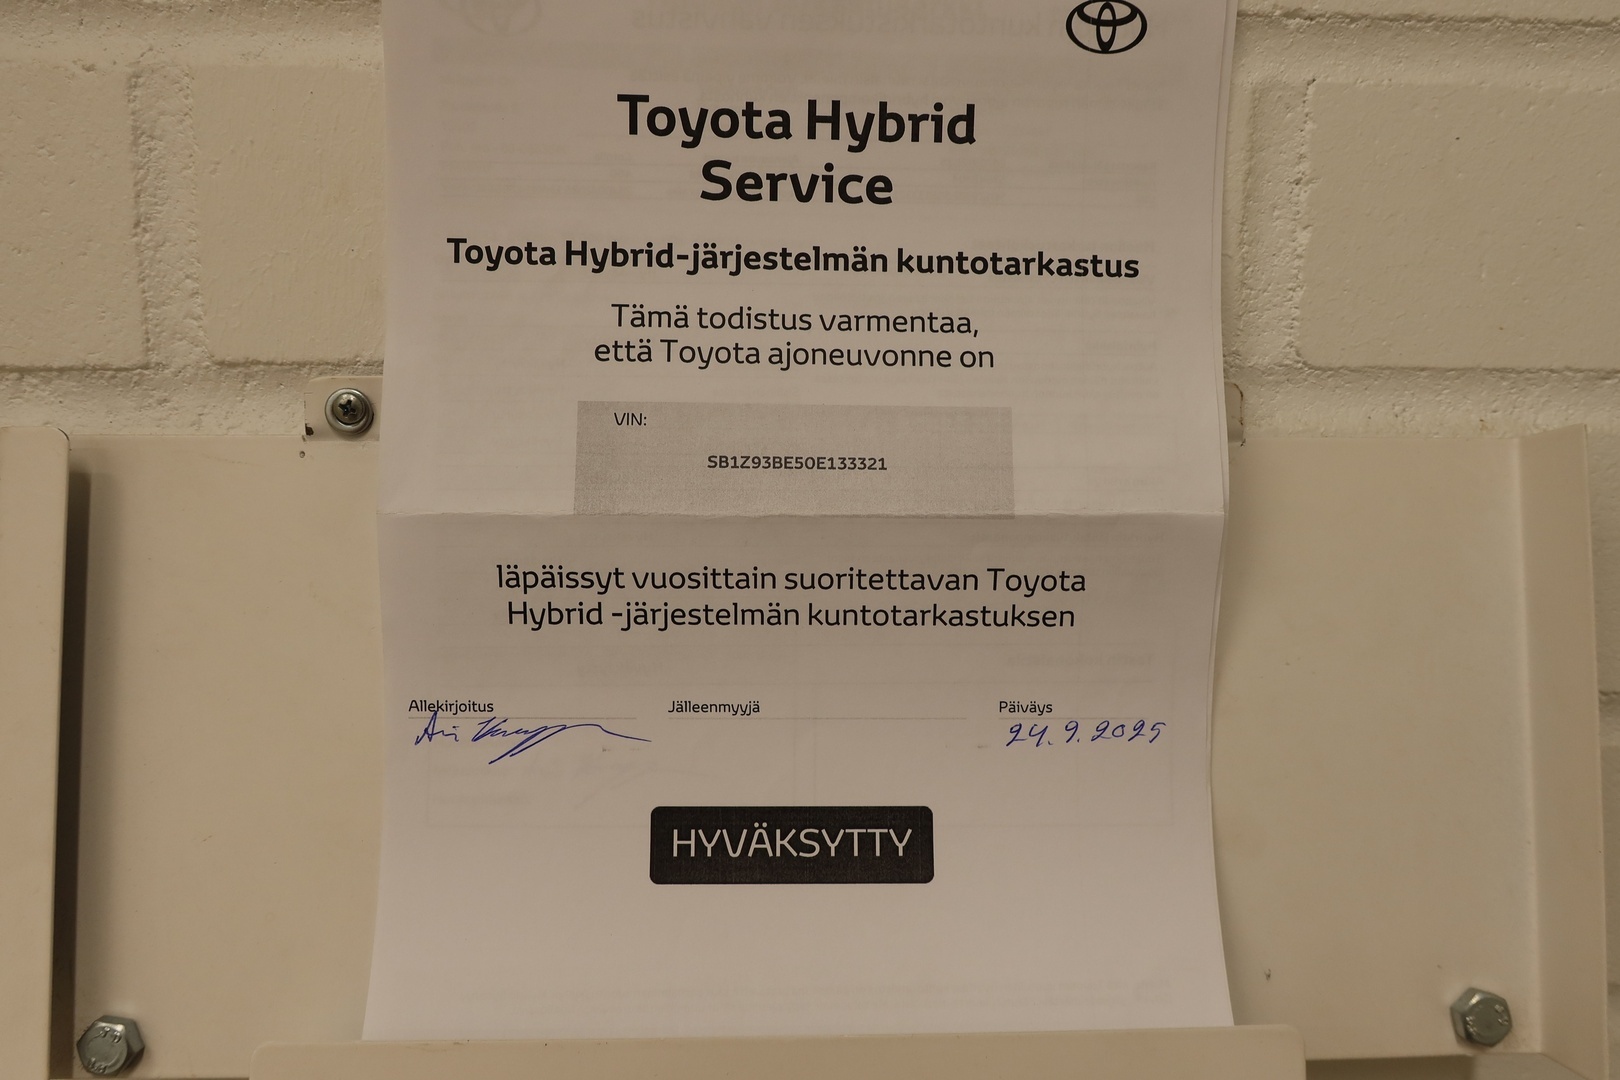 Toyota Hybrid
Service
Toyota Hybrid-järjestelmän kuntotarkastus
Tämä todistus varmentaa,
että Toyota ajoneuvonne on
VIN:
SB1Z93BE50E133321
läpäissyt vuosittain suoritettavan Toyota
Hybrid -järjestelmän kuntotarkastuksen
Allekirjoitus Jälleenmyyjä Päiväys
24.9.2025
HYVÄKSYTTY